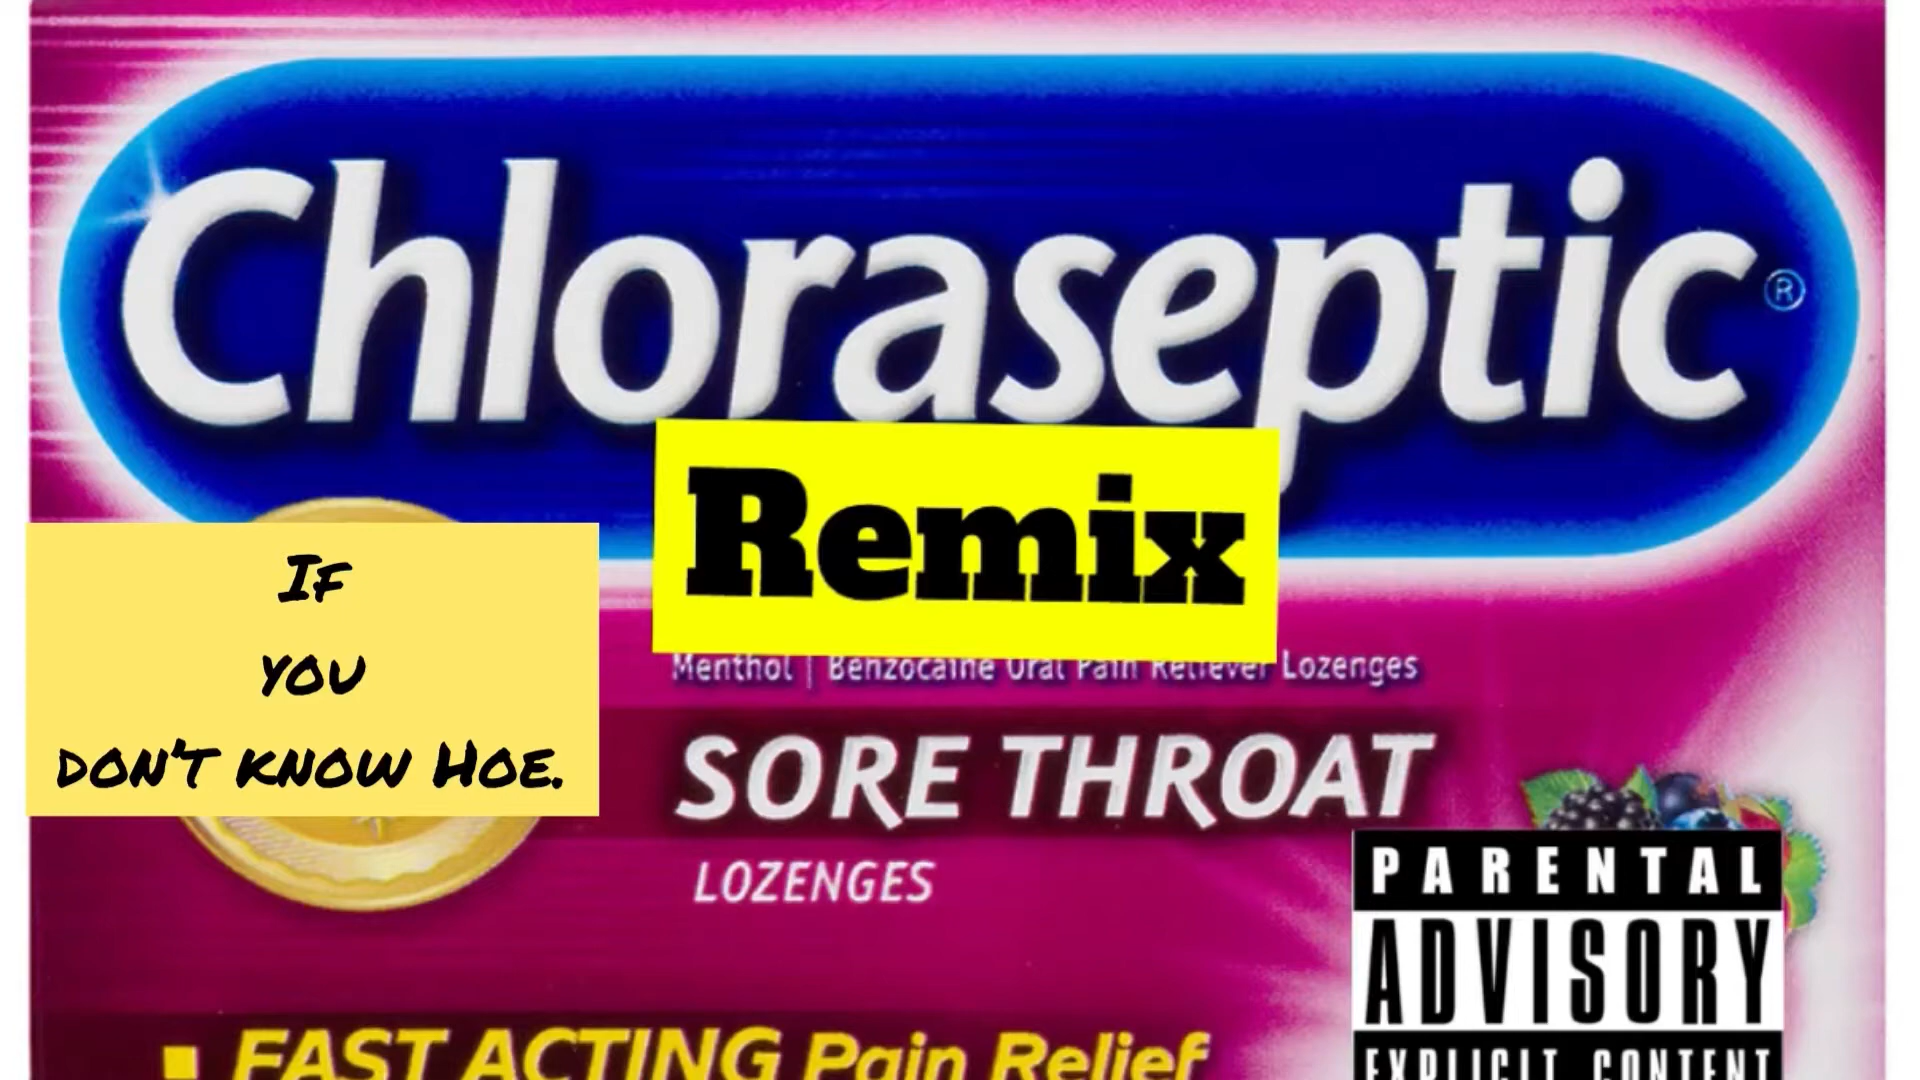 Chloraseptic®
Remix
If
you
don't know Hoe.
Menthol | Benzocaine Oral Pain Reliever Lozenges
SORE THROAT
LOZENGES
PARENTAL
ADVISORY
EXPLICIT CONTENT
▪ FAST ACTING Pain Relief